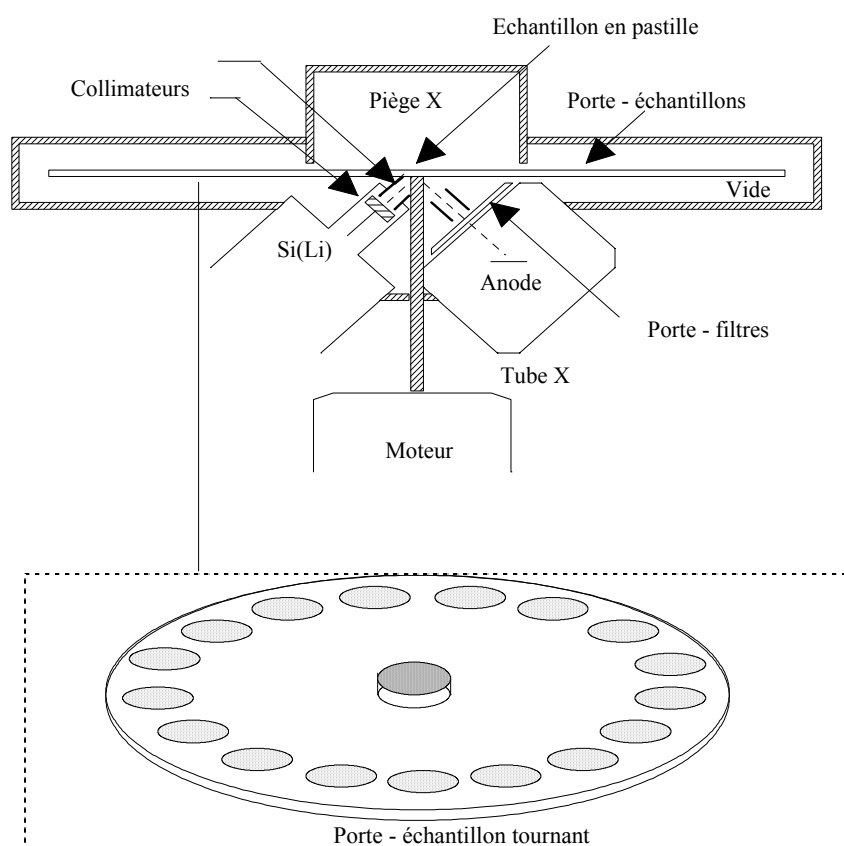 Echantillon en pastille
Collimateurs
Piège X
Porte - échantillons
Vide
Si(Li)
Anode
Porte - filtres
Tube X
Moteur
Porte - échantillon tournant